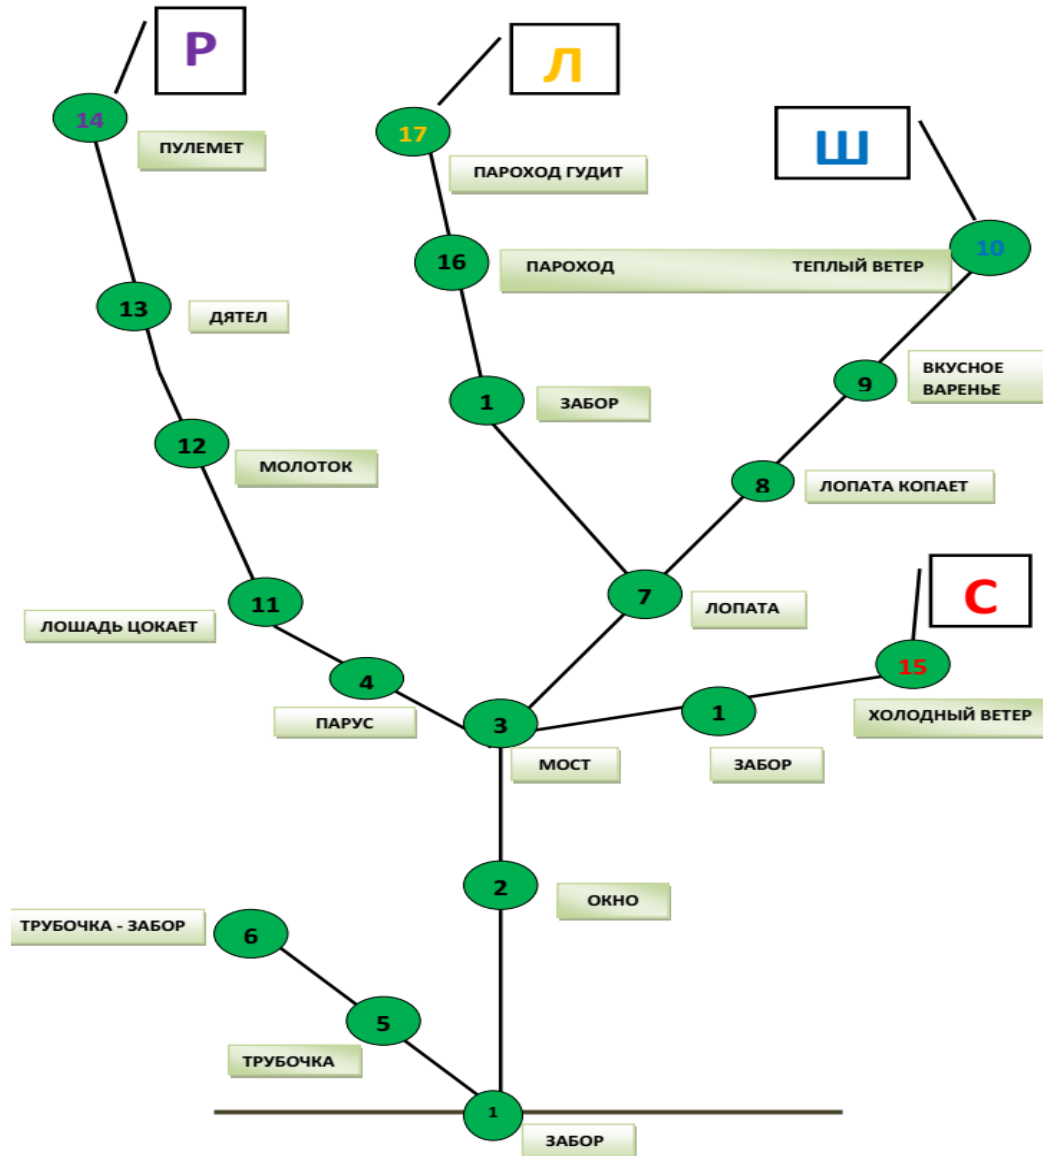 Р
Л
14
17
ПУЛЕМЕТ
Ш
ПАРОХОД ГУДИТ
10
16
ПАРОХОД ТЕПЛЫЙ ВЕТЕР
13
ДЯТЕЛ
9
ВКУСНОЕ
ВАРЕНЬЕ
1
ЗАБОР
12
МОЛОТОК
8
ЛОПАТА КОПАЕТ
С
7
ЛОПАТА
11
ЛОШАДЬ ЦОКАЕТ
15
4
ПАРУС
3
МОСТ
1
ЗАБОР
ХОЛОДНЫЙ ВЕТЕР
2
ОКНО
ТРУБОЧКА - ЗАБОР
6
5
ТРУБОЧКА
1
ЗАБОР